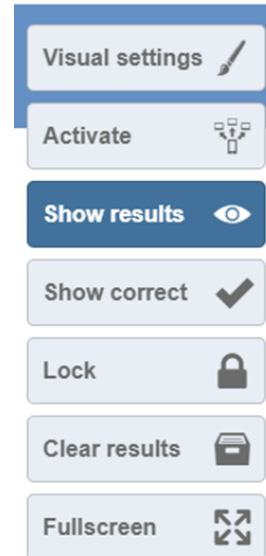 Visual settings
Activate
Show results
Show correct
Lock
Clear results
Fullscreen